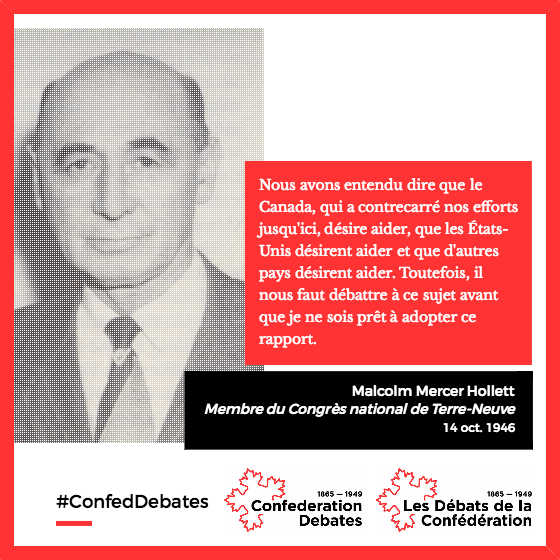 Nous avons entendu dire que le
Canada, qui a contrecarré nos efforts
jusqu'ici, désire aider, que les États-
Unis désirent aider et que d'autres
pays désirent aider. Toutefois, il
nous faut débattre à ce sujet avant
que je ne sois prêt à adopter ce
rapport.
Malcolm Mercer Hollett
Membre du Congrès national de Terre-Neuve
14 oct. 1946
#ConfedDebates
1865 — 1949
Confederation
Debates
1865 — 1949
Les Débats de la
Confédération